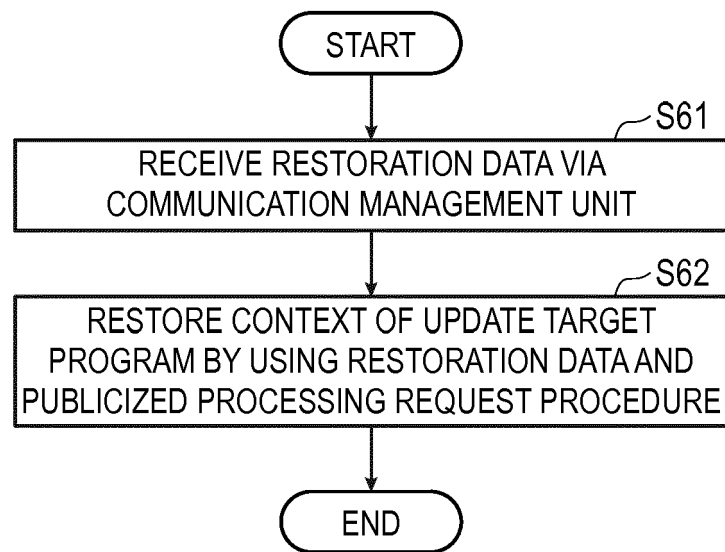 START
S61
RECEIVE RESTORATION DATA VIA
COMMUNICATION MANAGEMENT UNIT
S62
RESTORE CONTEXT OF UPDATE TARGET
PROGRAM BY USING RESTORATION DATA AND
PUBLICIZED PROCESSING REQUEST PROCEDURE
END